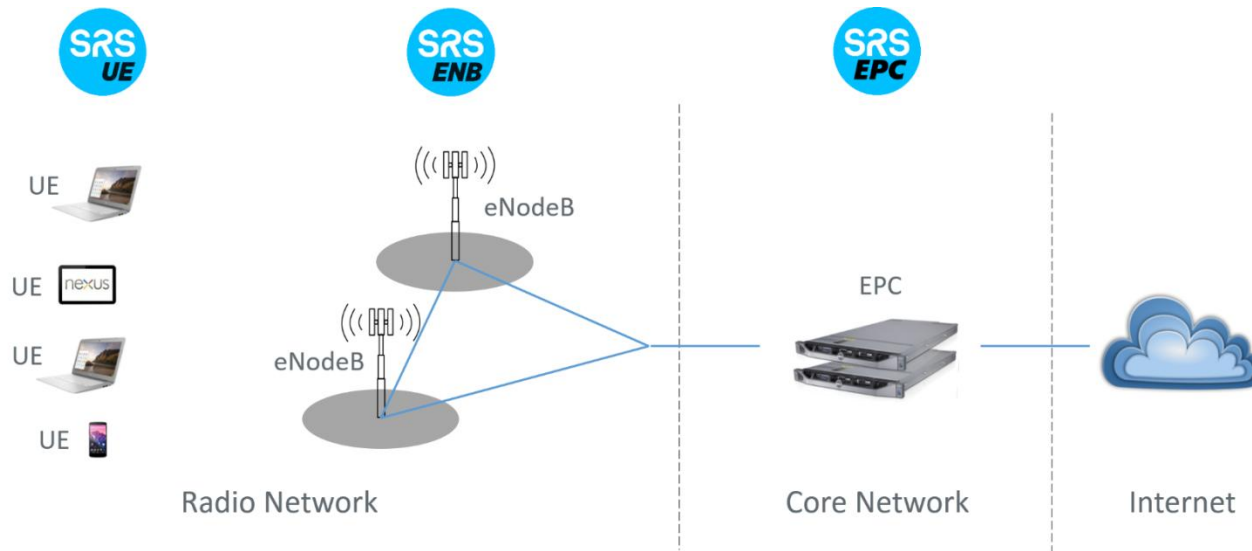 SRS
UE
SRS
ENB
SRS
EPC
UE
eNodeB
UE
nexus
EPC
UE
eNodeB
UE
Radio Network
Core Network
Internet